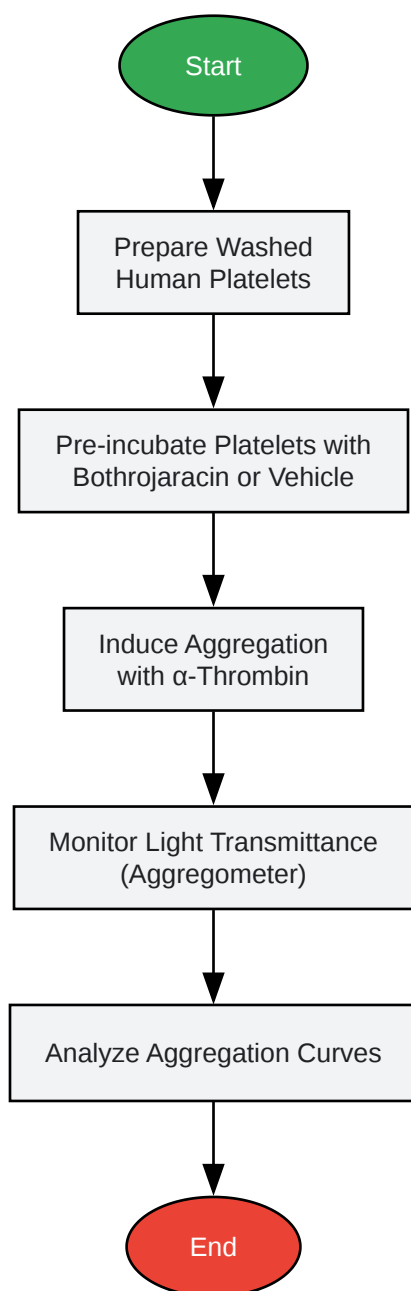 Start
Prepare Washed
Human Platelets
Pre-incubate Platelets with
Bothrojaracin or Vehicle
Induce Aggregation
with α-Thrombin
Monitor Light Transmittance
(Aggregometer)
Analyze Aggregation Curves
End